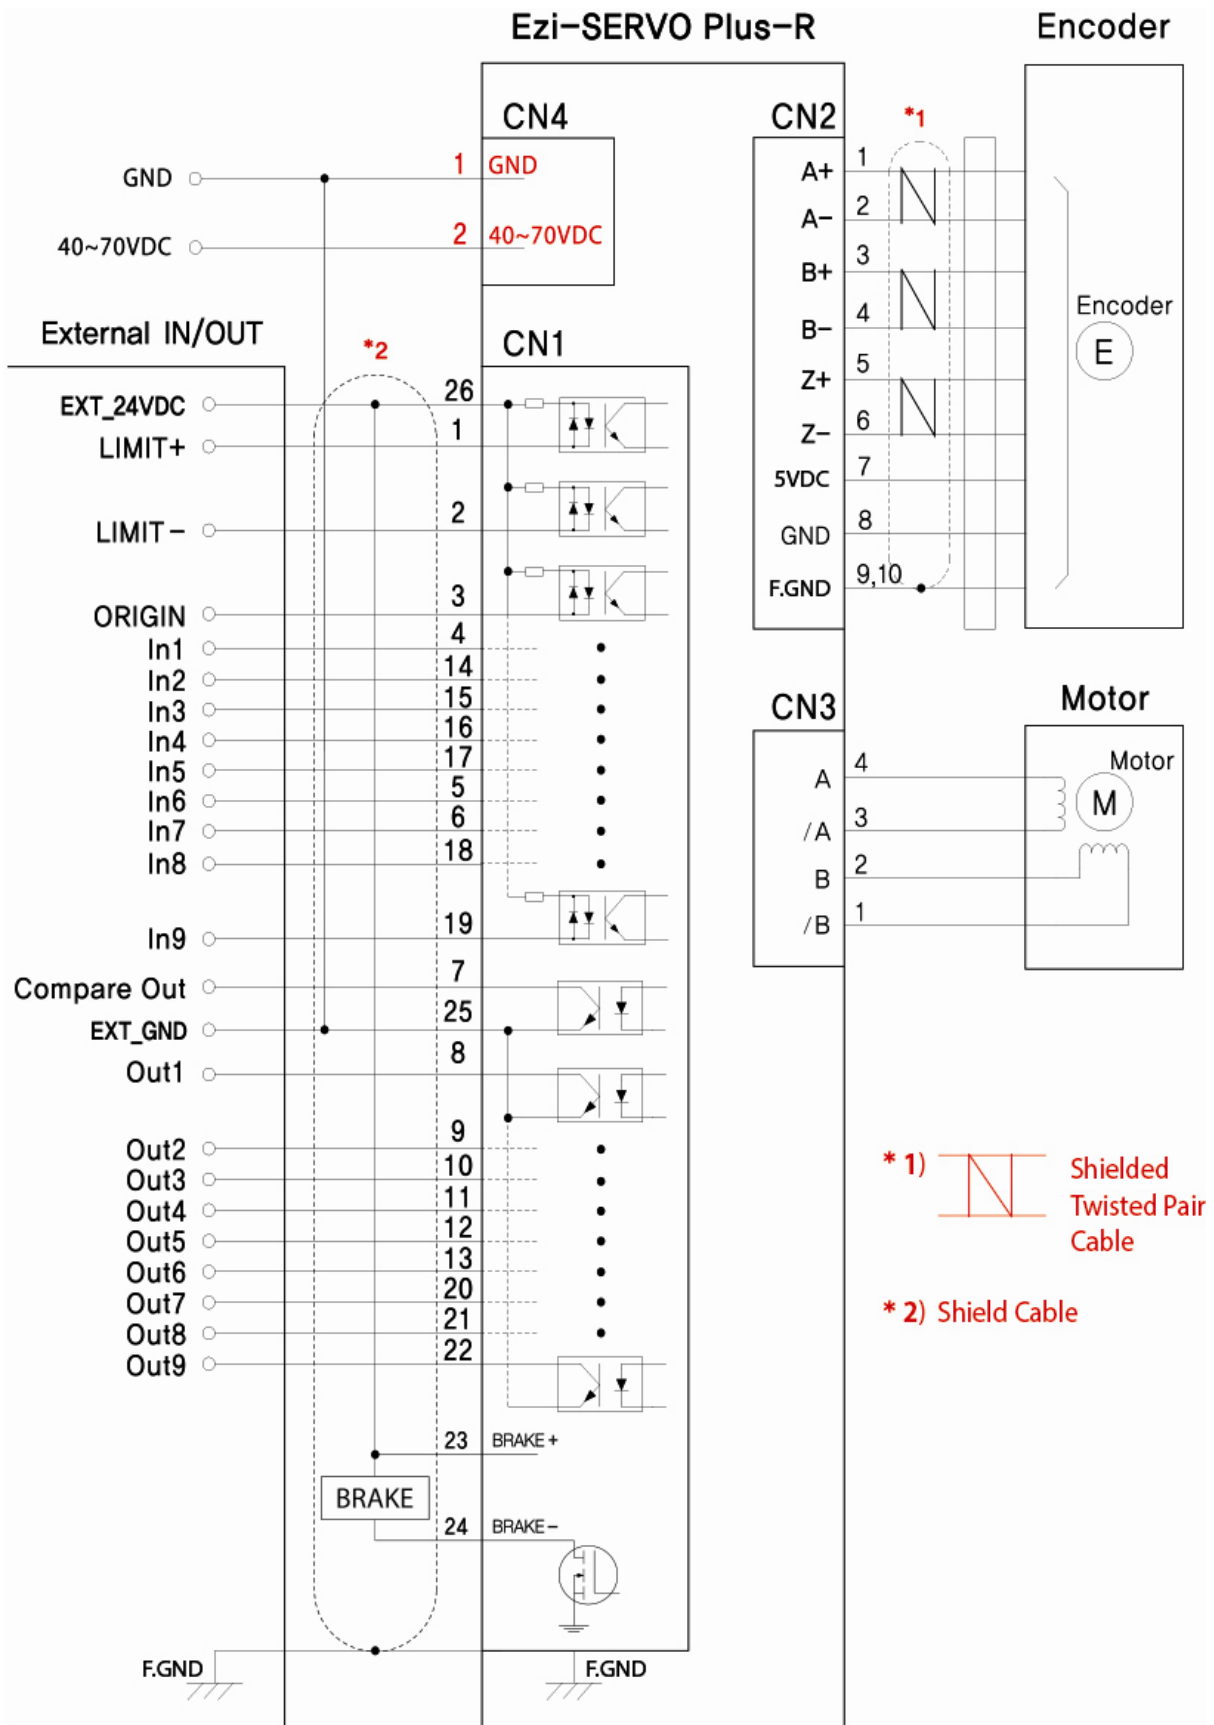 Ezi-SERVO Plus-R
Encoder
CN4
CN2
*1
GND
1
GND
40~70VDC
2
40~70VDC
A+
1
A-
2
B+
3
B-
4
Z+
5
Z-
6
5VDC
7
GND
8
F.GND
9,10
Encoder
E
External IN/OUT
*2
CN1
EXT_24VDC
26
LIMIT+
1
LIMIT-
2
ORIGIN
3
In1
4
In2
14
In3
15
In4
16
In5
17
In6
5
In7
6
In8
18
In9
19
Compare Out
7
EXT_GND
25
Out1
8
Out2
9
Out3
10
Out4
11
Out5
12
Out6
13
Out7
20
Out8
21
Out9
22
23
BRAKE+
BRAKE
24
BRAKE-
F.GND
F.GND
CN3
Motor
A
4
/A
3
B
2
/B
1
Motor
M
* 1)
Shielded
Twisted Pair
Cable
* 2) Shield Cable